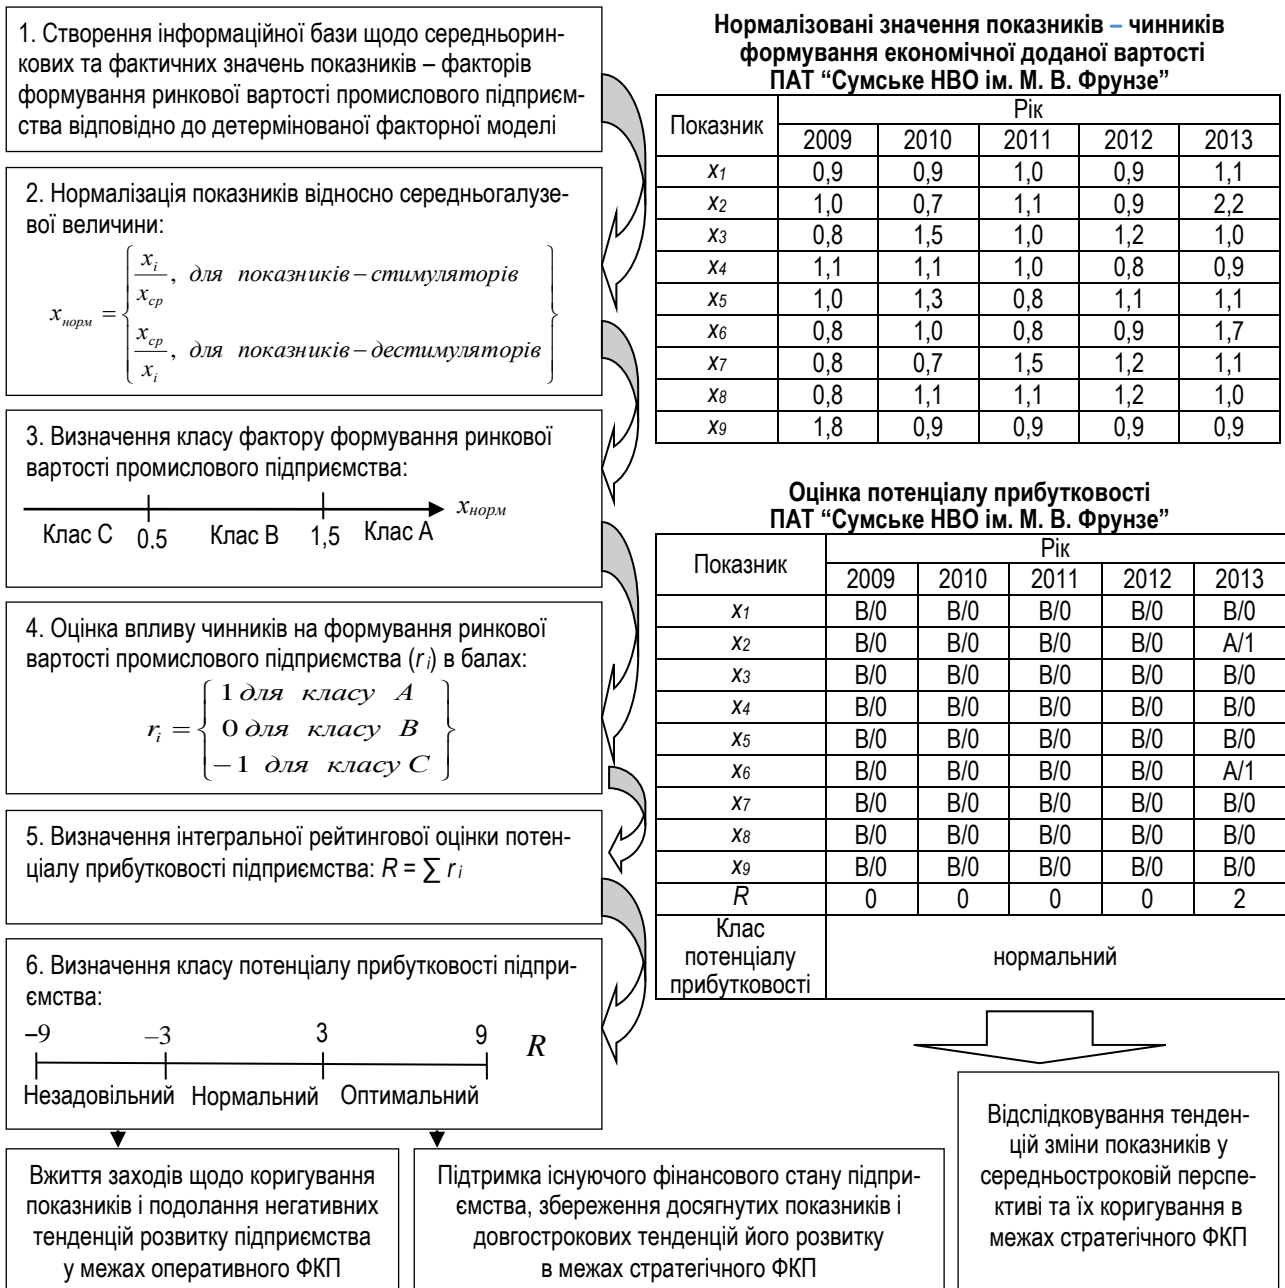 1. Створення інформаційної бази щодо середньорин-
кових та фактичних значень показників – факторів
формування ринкової вартості промислового підприєм-
ства відповідно до детермінованої факторної моделі
2. Нормалізація показників відносно середньогалузе-
вої величини:
x_i / x_ср, для показників – стимуляторів
x_норм =
x_ср / x_i, для показників – дестимуляторів
3. Визначення класу фактору формування ринкової
вартості промислового підприємства:
x_норм
Клас С 0,5 Клас В 1,5 Клас А
4. Оцінка впливу чинників на формування ринкової
вартості промислового підприємства (r i) в балах:
1 для класу А
r_i = 0 для класу В
– 1 для класу С
5. Визначення інтегральної рейтингової оцінки потен-
ціалу прибутковості підприємства: R = ∑ r i
6. Визначення класу потенціалу прибутковості підпри-
ємства:
–9 –3 3 9 R
Незадовільний Нормальний Оптимальний
Вжиття заходів щодо коригування
показників і подолання негативних
тенденцій розвитку підприємства
у межах оперативного ФКП
Підтримка існуючого фінансового стану підпри-
ємства, збереження досягнутих показників і
довгострокових тенденцій його розвитку
в межах стратегічного ФКП
Нормалізовані значення показників – чинників
формування економічної доданої вартості
ПАТ “Сумське НВО ім. М. В. Фрунзе”
Показник Рік
2009 2010 2011 2012 2013
x1 0,9 0,9 1,0 0,9 1,1
x2 1,0 0,7 1,1 0,9 2,2
x3 0,8 1,5 1,0 1,2 1,0
x4 1,1 1,1 1,0 0,8 0,9
x5 1,0 1,3 0,8 1,1 1,1
x6 0,8 1,0 0,8 0,9 1,7
x7 0,8 0,7 1,5 1,2 1,1
x8 0,8 1,1 1,1 1,2 1,0
x9 1,8 0,9 0,9 0,9 0,9
Оцінка потенціалу прибутковості
ПАТ “Сумське НВО ім. М. В. Фрунзе”
Показник Рік
2009 2010 2011 2012 2013
x1 В/0 В/0 В/0 В/0 В/0
x2 В/0 В/0 В/0 В/0 А/1
x3 В/0 В/0 В/0 В/0 В/0
x4 В/0 В/0 В/0 В/0 В/0
x5 В/0 В/0 В/0 В/0 В/0
x6 В/0 В/0 В/0 В/0 А/1
x7 В/0 В/0 В/0 В/0 В/0
x8 В/0 В/0 В/0 В/0 В/0
x9 В/0 В/0 В/0 В/0 В/0
R 0 0 0 0 2
Клас
потенціалу
прибутковості
нормальний
Відслідковування тенден-
цій зміни показників у
середньостроковій перспе-
ктиві та їх коригування в
межах стратегічного ФКП